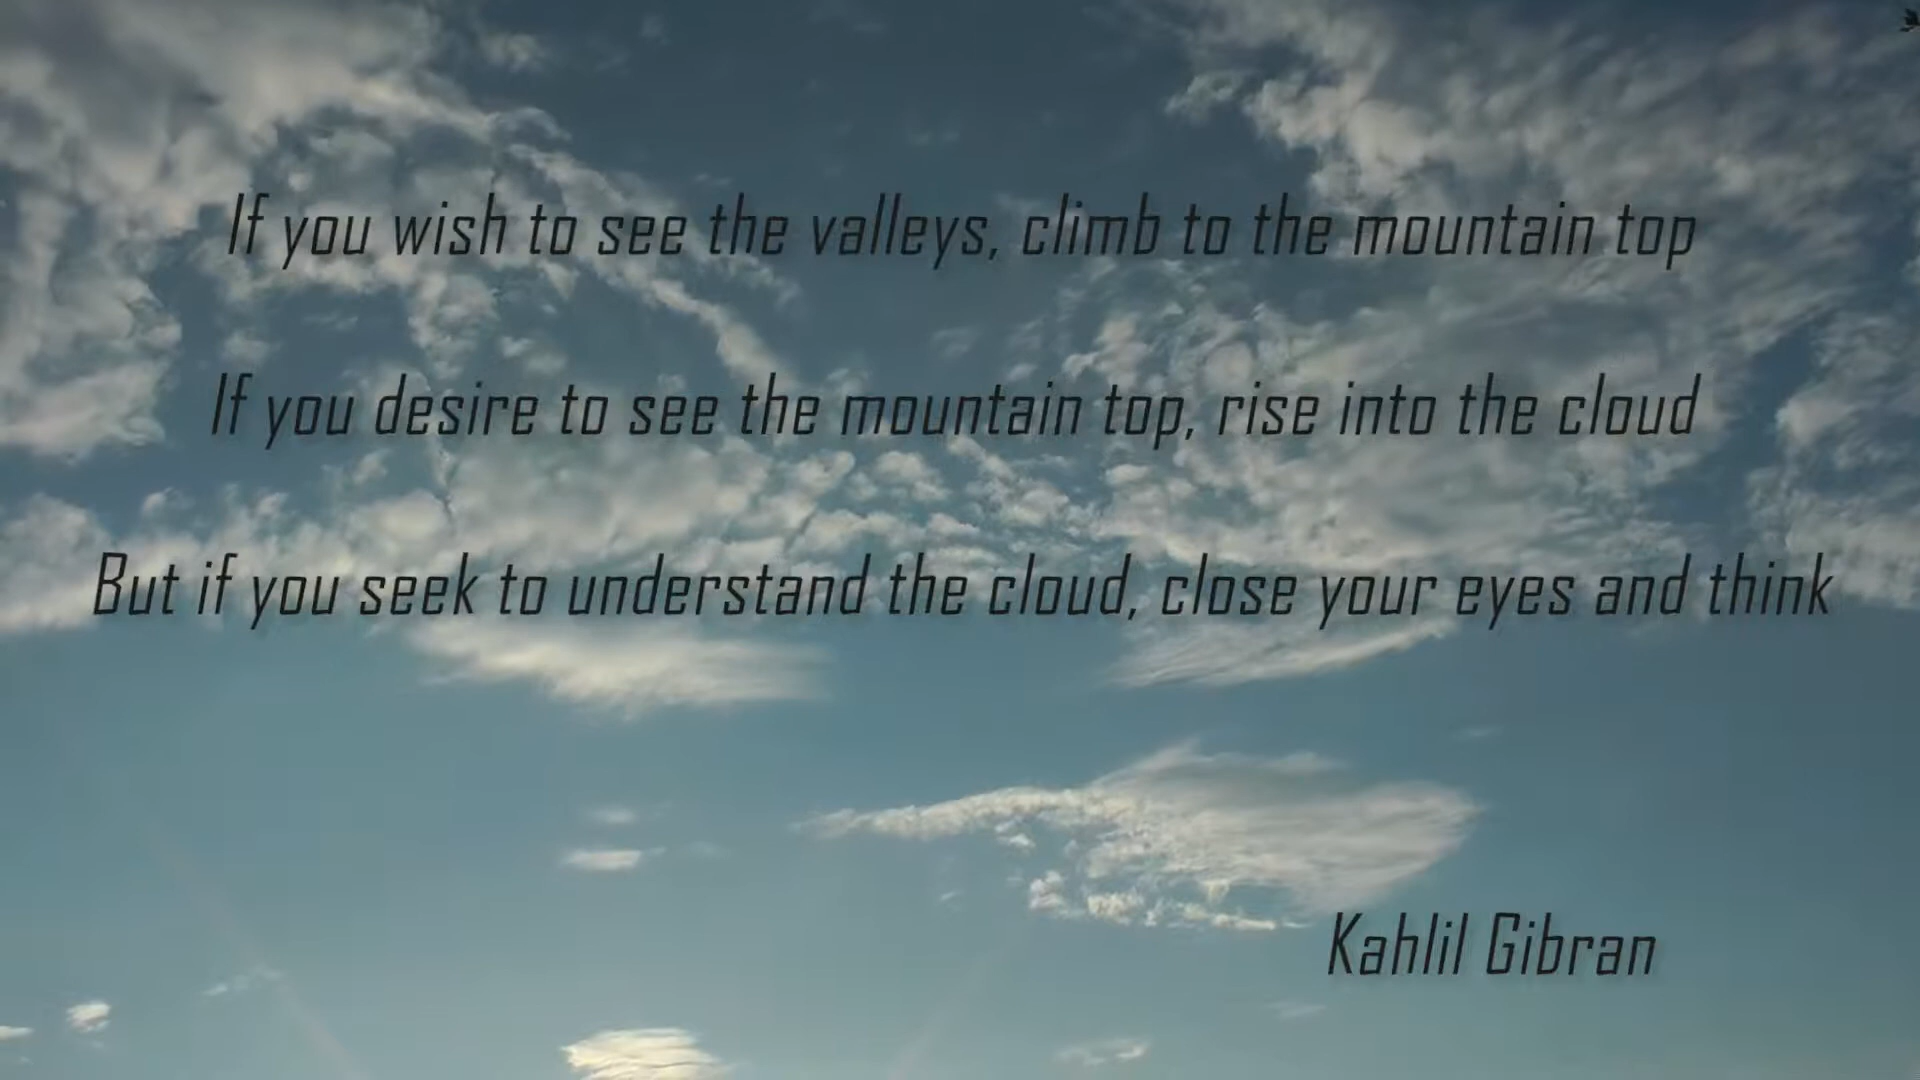 If you wish to see the valleys, climb to the mountain top
If you desire to see the mountain top, rise into the cloud
But if you seek to understand the cloud, close your eyes and think
Kahlil Gibran